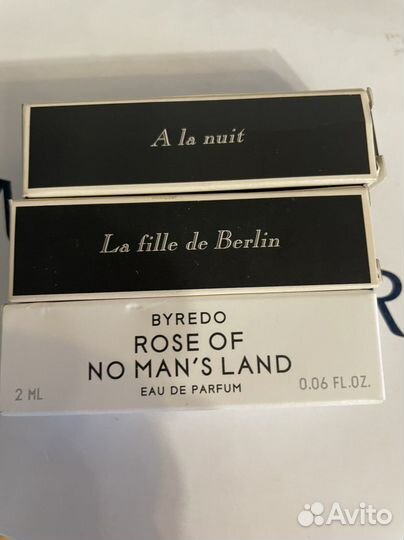 A la nuit
La fille de Berlin
BYREDO
ROSE OF
NO MAN'S LAND
EAU DE PARFUM
2 ML
0.06 FL.OZ.
Avito